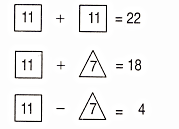 11 + 11 = 22
11 + 7 = 18
11 - 7 = 4